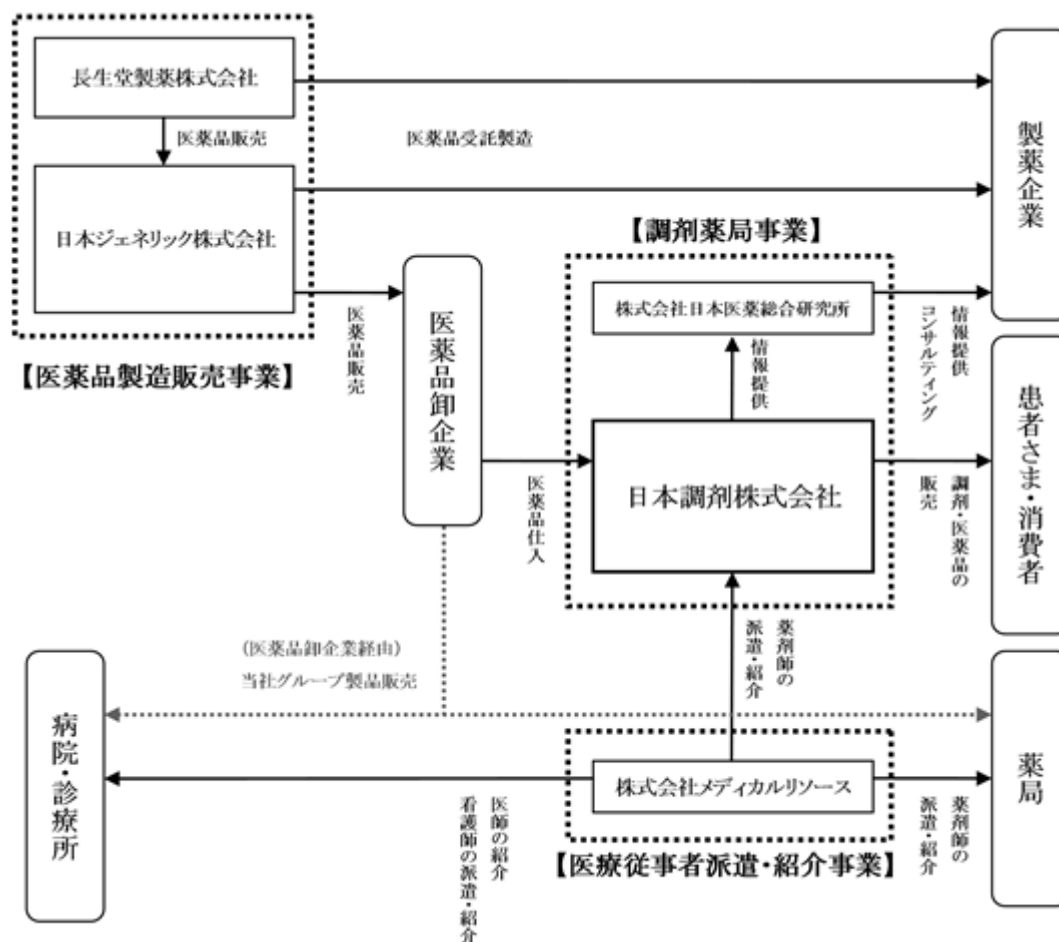 長生堂製薬株式会社
医薬品販売
医薬品受託製造
製薬企業
日本ジェネリック株式会社
【医薬品製造販売事業】
医薬品販売
医薬品卸企業
【調剤薬局事業】
株式会社日本医薬総合研究所
情報提供
情報提供
コンサルティング
日本調剤株式会社
医薬品仕入
調剤・医薬品の
販売
患者さま・消費者
(医薬品卸企業経由)
当社グループ製品販売
薬剤師の
派遣・紹介
病院・診療所
株式会社メディカルリソース
医師の紹介
看護師の派遣・紹介
薬剤師の
派遣・紹介
薬局
【医療従事者派遣・紹介事業】